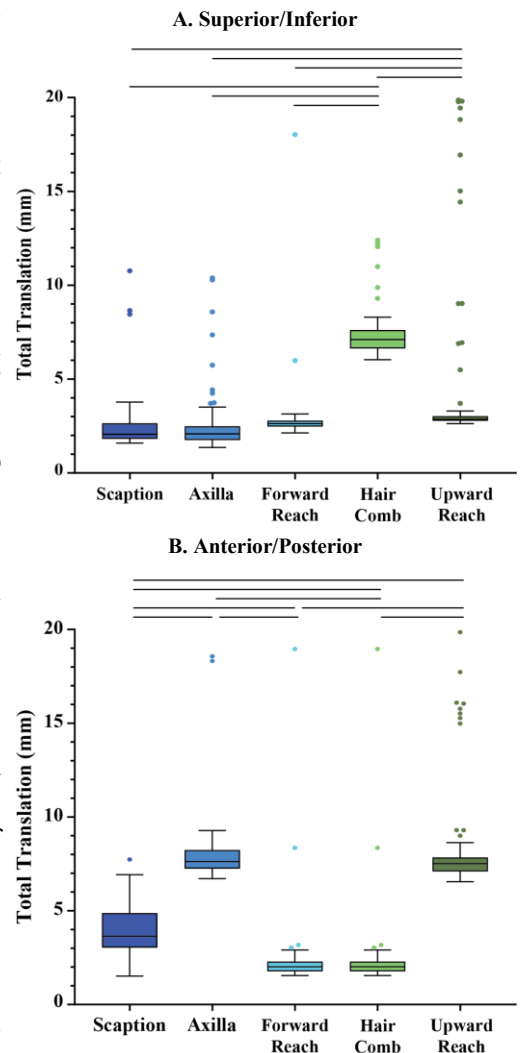 A. Superior/Inferior
20
15
10
5
0
Total Translation (mm)
Scaption Axilla Forward Reach Hair Comb Upward Reach
B. Anterior/Posterior
20
15
10
5
0
Total Translation (mm)
Scaption Axilla Forward Reach Hair Comb Upward Reach